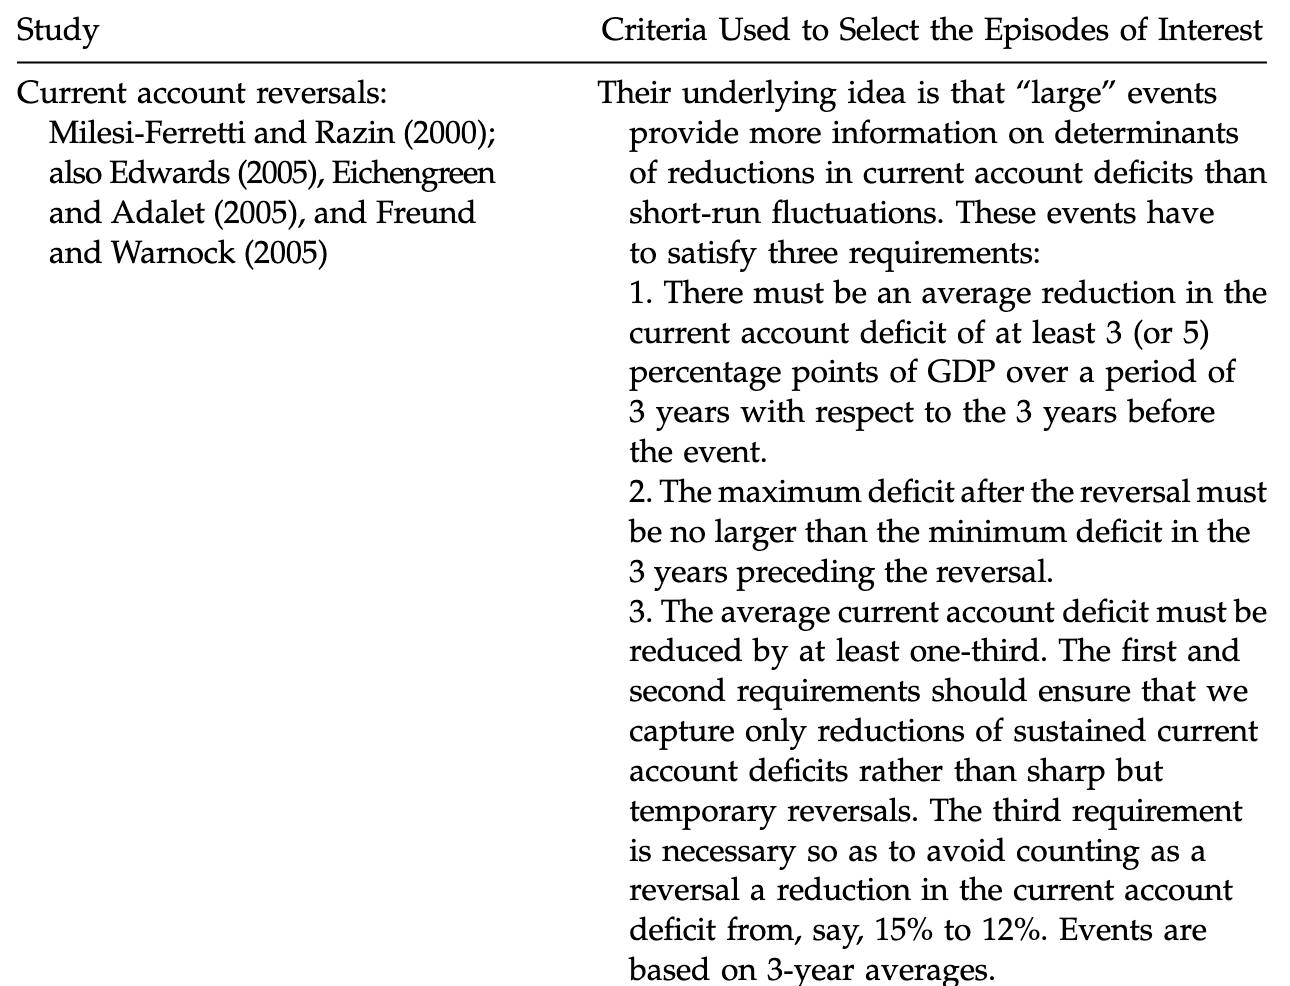 Study
Criteria Used to Select the Episodes of Interest
Current account reversals:
Milesi-Ferretti and Razin (2000);
also Edwards (2005), Eichengreen
and Adalet (2005), and Freund
and Warnock (2005)
Their underlying idea is that “large” events
provide more information on determinants
of reductions in current account deficits than
short-run fluctuations. These events have
to satisfy three requirements:
1. There must be an average reduction in the
current account deficit of at least 3 (or 5)
percentage points of GDP over a period of
3 years with respect to the 3 years before
the event.
2. The maximum deficit after the reversal must
be no larger than the minimum deficit in the
3 years preceding the reversal.
3. The average current account deficit must be
reduced by at least one-third. The first and
second requirements should ensure that we
capture only reductions of sustained current
account deficits rather than sharp but
temporary reversals. The third requirement
is necessary so as to avoid counting as a
reversal a reduction in the current account
deficit from, say, 15% to 12%. Events are
based on 3-year averages.